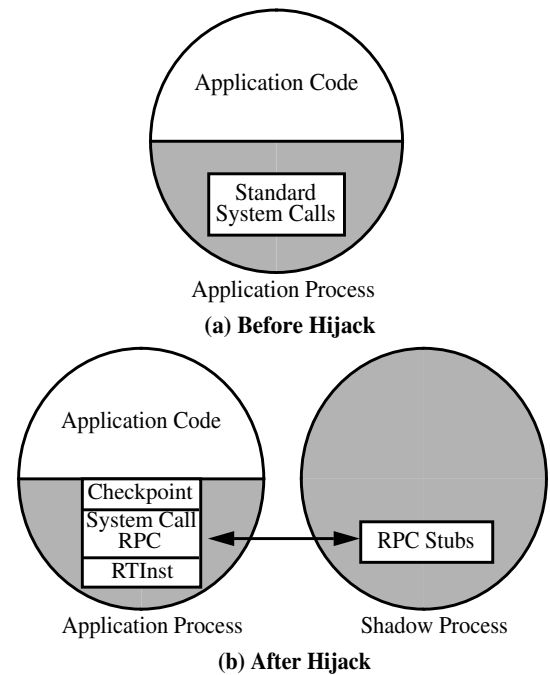 Application Code
Standard
System Calls
Application Process
(a) Before Hijack
Application Code
Checkpoint
System Call
RPC
RTInst
RPC Stubs
Application Process
Shadow Process
(b) After Hijack